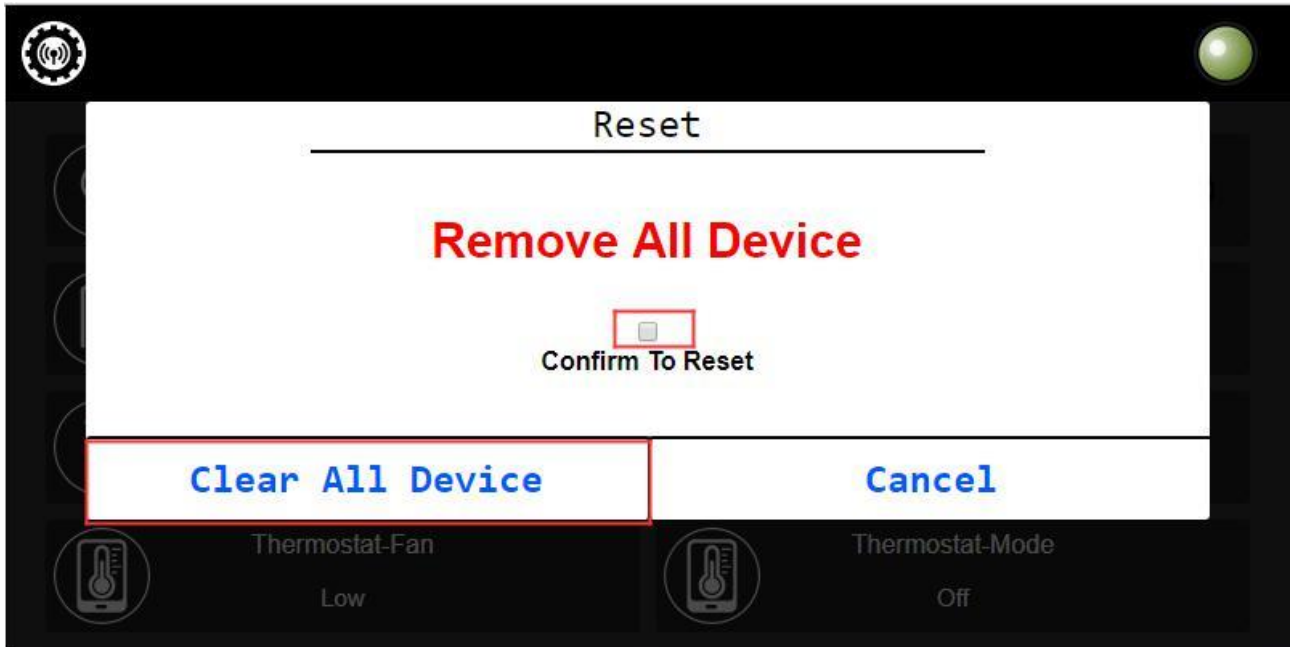 Reset
Remove All Device
Confirm To Reset
Clear All Device
Cancel
Thermostat-Fan
Thermostat-Mode
Low
Off